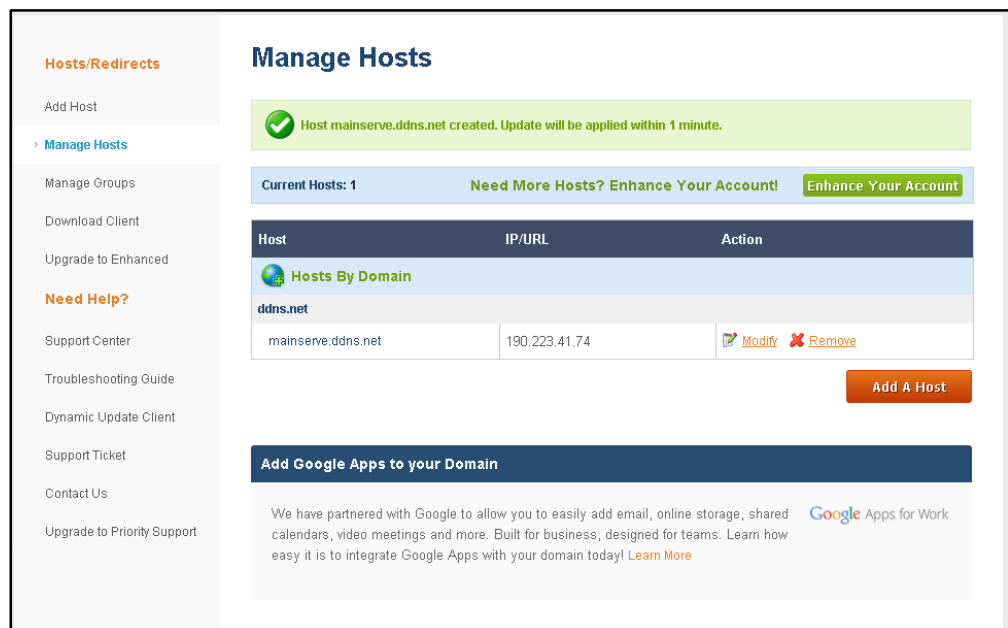 Hosts/Redirects
Add Host
Manage Hosts
Manage Groups
Download Client
Upgrade to Enhanced
Need Help?
Support Center
Troubleshooting Guide
Dynamic Update Client
Support Ticket
Contact Us
Upgrade to Priority Support
Manage Hosts
Host mainserve.ddns.net created. Update will be applied within 1 minute.
Current Hosts: 1 Need More Hosts? Enhance Your Account! Enhance Your Account
Host IP/URL Action
Hosts By Domain
ddns.net
mainserve.ddns.net 190.223.41.74 Modify Remove
Add A Host
Add Google Apps to your Domain
We have partnered with Google to allow you to easily add email, online storage, shared
calendars, video meetings and more. Built for business, designed for teams. Learn how
easy it is to integrate Google Apps with your domain today! Learn More
Google Apps for Work